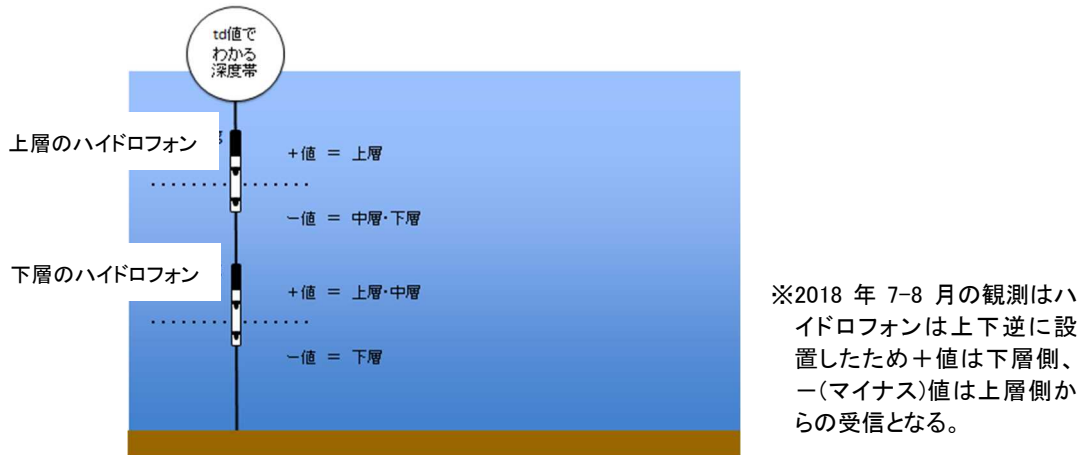 td値で
わかる
深度帯
上層のハイドロフォン
+値 = 上層
-値 = 中層・下層
下層のハイドロフォン
+値 = 上層・中層
-値 = 下層
※2018 年 7-8 月の観測はハ
イドロフォンは上下逆に設
置したため+値は下層側、
-(マイナス)値は上層側か
らの受信となる。